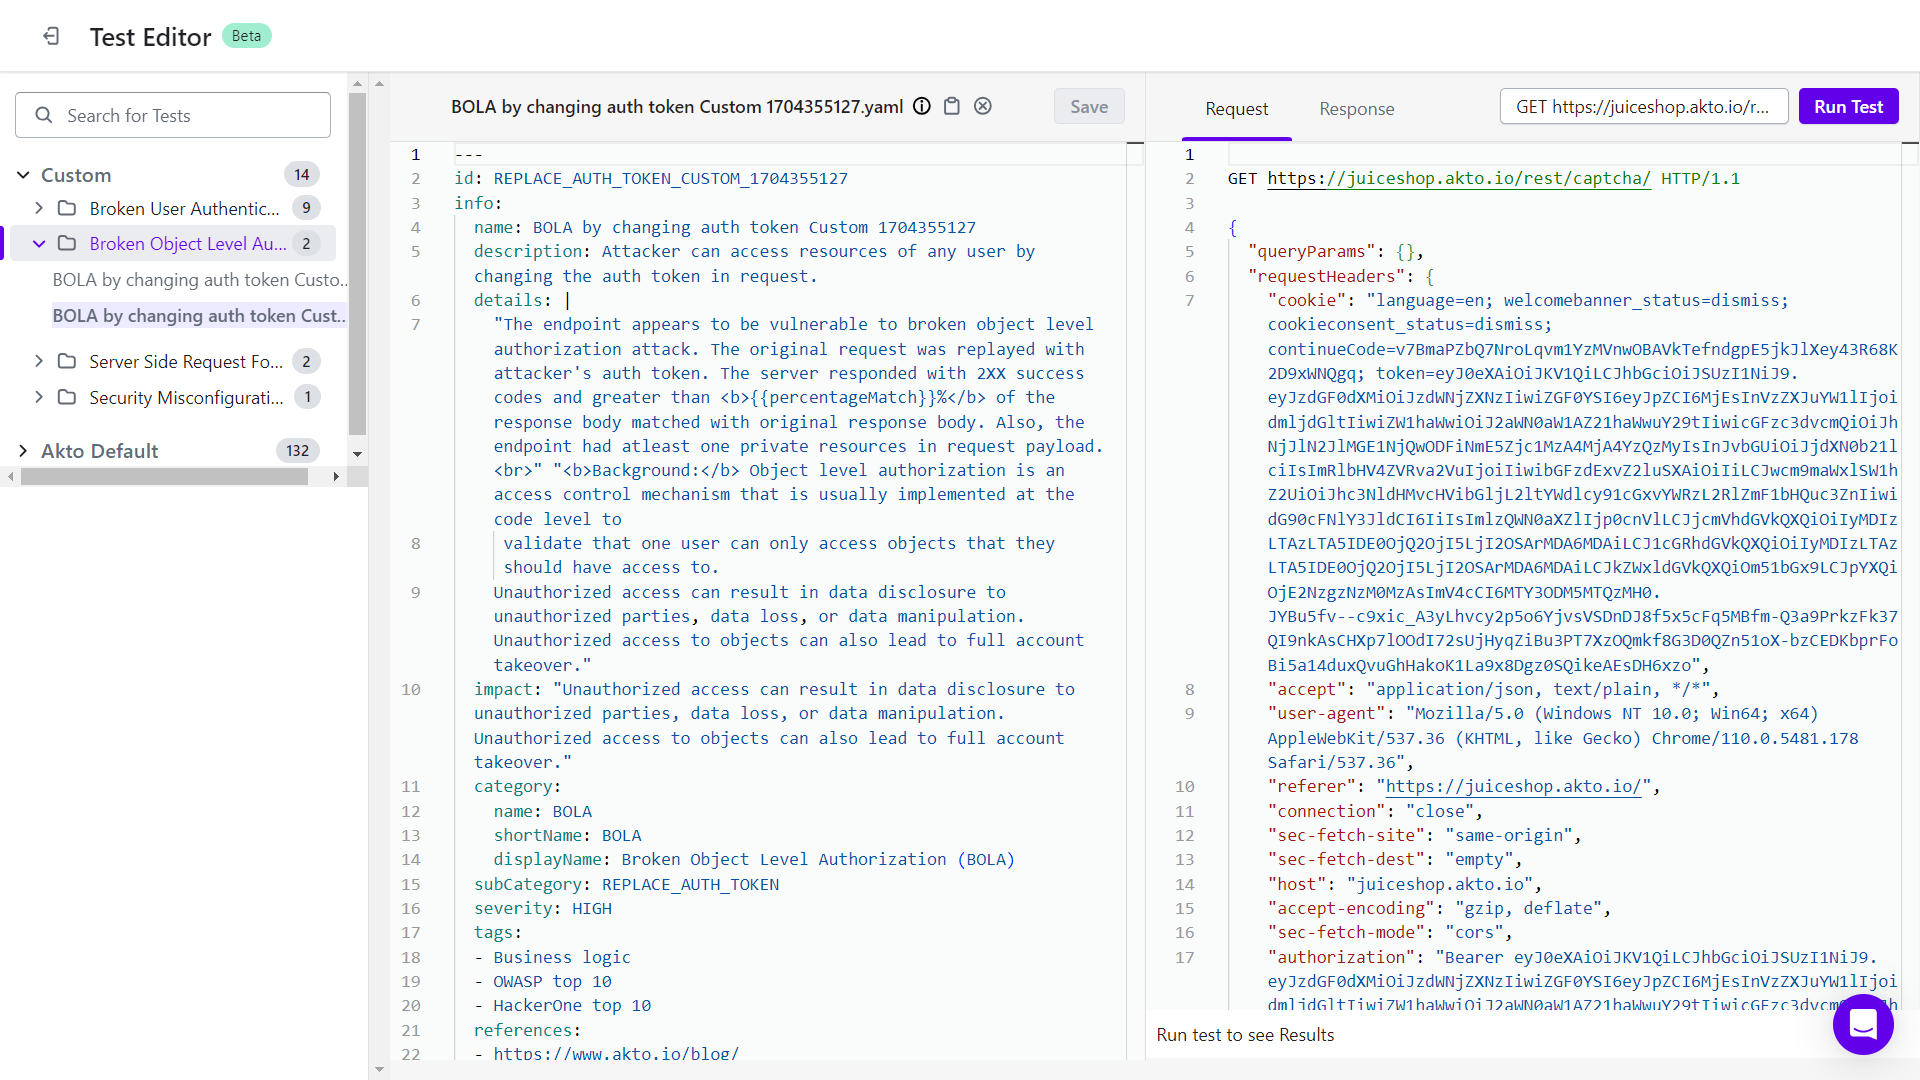 Test Editor Beta
Search for Tests
Custom 14
Broken User Authentic... 9
Broken Object Level Au... 2
BOLA by changing auth token Custo..
BOLA by changing auth token Cust..
Server Side Request Fo... 2
Security Misconfigurati... 1
Akto Default 132
BOLA by changing auth token Custom 1704355127.yaml
Save
1 ---
2 id: REPLACE_AUTH_TOKEN_CUSTOM_1704355127
3 info:
4 name: BOLA by changing auth token Custom 1704355127
5 description: Attacker can access resources of any user by
changing the auth token in request.
6 details: |
7 "The endpoint appears to be vulnerable to broken object level
authorization attack. The original request was replayed with
attacker's auth token. The server responded with 2XX success
codes and greater than <b>{{percentageMatch}}%</b> of the
response body matched with original response body. Also, the
endpoint had atleast one private resources in request payload.
<br>" "<b>Background:</b> Object level authorization is an
access control mechanism that is usually implemented at the
code level to
8 validate that one user can only access objects that they
should have access to.
9 Unauthorized access can result in data disclosure to
unauthorized parties, data loss, or data manipulation.
Unauthorized access to objects can also lead to full account
takeover."
10 impact: "Unauthorized access can result in data disclosure to
unauthorized parties, data loss, or data manipulation.
Unauthorized access to objects can also lead to full account
takeover."
11 category:
12 name: BOLA
13 shortName: BOLA
14 displayName: Broken Object Level Authorization (BOLA)
15 subCategory: REPLACE_AUTH_TOKEN
16 severity: HIGH
17 tags:
18 - Business logic
19 - OWASP top 10
20 - HackerOne top 10
21 references:
22 - https://www.akto.io/blog/
Request
Response
GET https://juiceshop.akto.io/r...
Run Test
1
2 GET https://juiceshop.akto.io/rest/captcha/ HTTP/1.1
3
4 {
5 "queryParams": {},
6 "requestHeaders": {
7 "cookie": "language=en; welcomebanner_status=dismiss;
cookieconsent_status=dismiss;
continueCode=v7BmaPZbQ7NroLqvm1YzMVnwOBAVkTefndgpE5jkJlXey43R68K
2D9xWNQgq; token=eyJ0eXAiOiJKV1QiLCJhbGciOiJSUzI1NiJ9.
eyJzdGF0dXMiOiJzdWNjZXNzIiwiZGF0YSI6eyJpZCI6MjEsInVzZXJuYW1lIjoi
dmljdGltIiwiZW1haWwiOiJ2aWN0aW1AZ21haWwuY29tIiwicGFzc3dvcmQiOiJh
NjJlN2JlMGE1NjQwODFiNmE5Zjc1MzA4MjA4YzQzMyIsInJvbGUiOiJjdXN0b21l
ciIsImRlbHV4ZVRva2VuIjoiIiwibGFzdExvZ2luSXAiOiIiLCJwcm9maWxlSW1h
Z2UiOiJhc3NldHMvcHVibGljL2ltYWdlcy91cGxvYWRzL2RlZmF1bHQuc3ZnIiwi
dG90cFNlY3JldCI6IiIsImlzQWN0aXZlIjp0cnVlLCJjcmVhdGVkQXQiOiIyMDIz
LTAzLTA5IDE0OjQ2OjI5LjI2OSArMDA6MDAiLCJ1cGRhdGVkQXQiOiIyMDIzLTAz
LTA5IDE0OjQ2OjI5LjI2OSArMDA6MDAiLCJkZWxldGVkQXQiOm51bGx9LCJpYXQi
OjE2NzgzNzM0MzAsImV4cCI6MTY3ODM5MTQzMH0.
JYBu5fv--c9xic_A3yLhvcy2p5o6YjvsVSDnDJ8f5x5cFq5MBfm-Q3a9PrkzFk37
QI9nkAsCHXp7lOOdI72sUjHyqZiBu3PT7XzOQmkf8G3D0QZn51oX-bzCEDKbprFo
Bi5a14duxQvuGhHakoK1La9x8Dgz0SQikeAEsDH6xzo",
8 "accept": "application/json, text/plain, */*",
9 "user-agent": "Mozilla/5.0 (Windows NT 10.0; Win64; x64)
AppleWebKit/537.36 (KHTML, like Gecko) Chrome/110.0.5481.178
Safari/537.36",
10 "referer": "https://juiceshop.akto.io/",
11 "connection": "close",
12 "sec-fetch-site": "same-origin",
13 "sec-fetch-dest": "empty",
14 "host": "juiceshop.akto.io",
15 "accept-encoding": "gzip, deflate",
16 "sec-fetch-mode": "cors",
17 "authorization": "Bearer eyJ0eXAiOiJKV1QiLCJhbGciOiJSUzI1NiJ9.
eyJzdGF0dXMiOiJzdWNjZXNzIiwiZGF0YSI6eyJpZCI6MjEsInVzZXJuYW1lIjoi
Run test to see Results